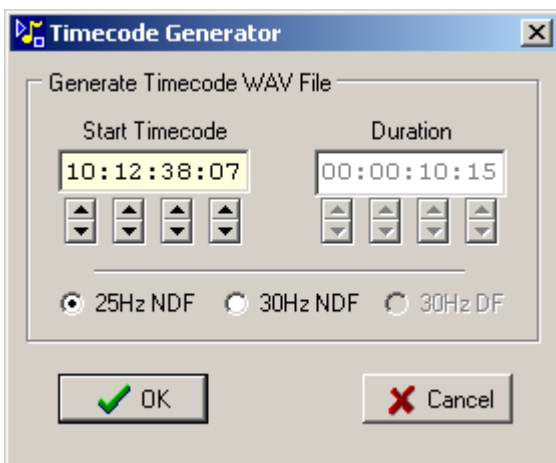 Timecode Generator
Generate Timecode WAV File
Start Timecode Duration
10:12:38:07 00:00:10:15
25Hz NDF 30Hz NDF 30Hz DF
OK Cancel